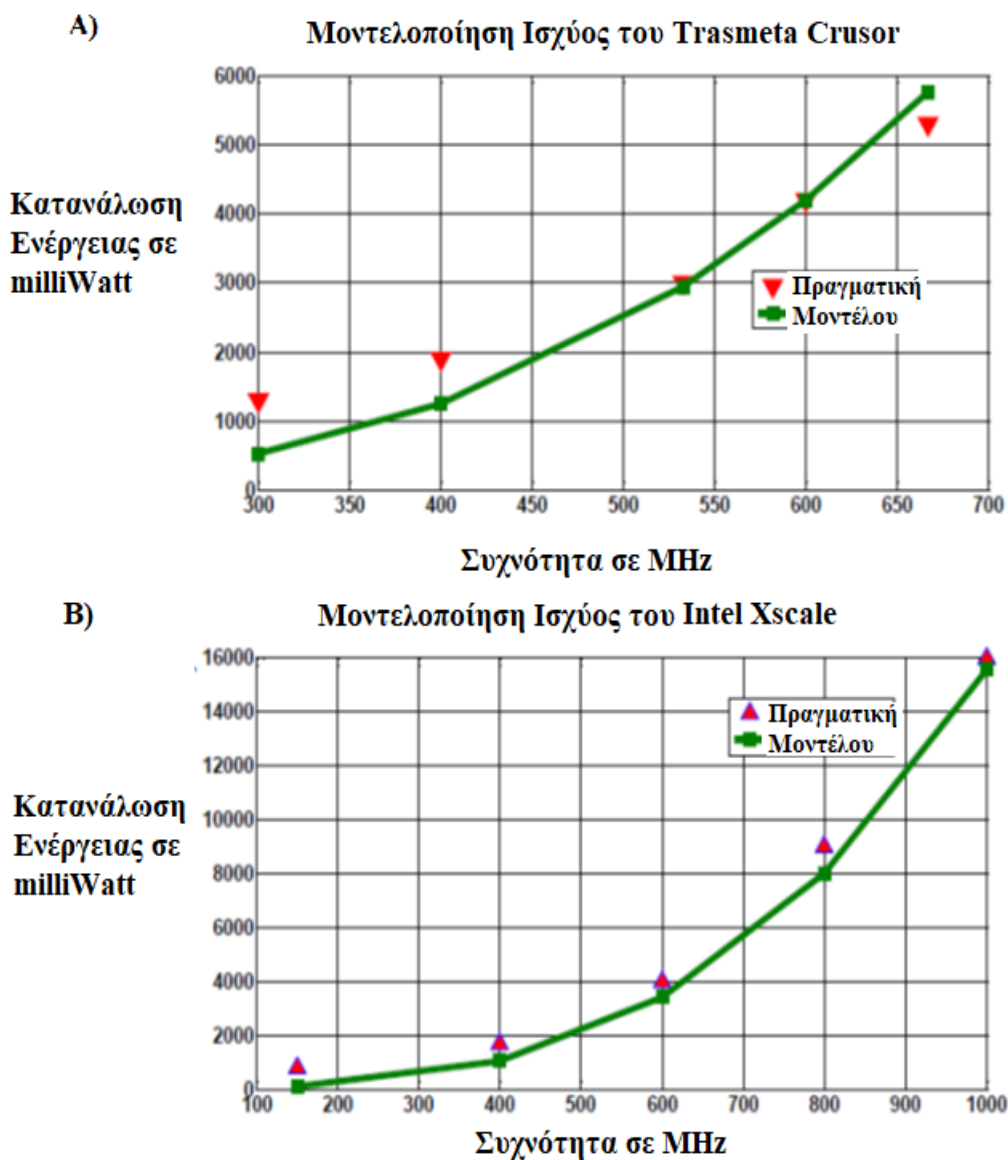 A)
Μοντελοποίηση Ισχύος του Trasmeta Crusor
6000
5000
4000
3000
2000
1000
0
Κατανάλωση
Ενέργειας σε
milliWatt
Πραγματική
Μοντέλου
300 350 400 450 500 550 600 650 700
Συχνότητα σε MHz
B)
Μοντελοποίηση Ισχύος του Intel Xscale
16000
14000
12000
10000
8000
6000
4000
2000
0
Πραγματική
Μοντέλου
Κατανάλωση
Ενέργειας σε
milliWatt
100 200 300 400 500 600 700 800 900 1000
Συχνότητα σε MHz